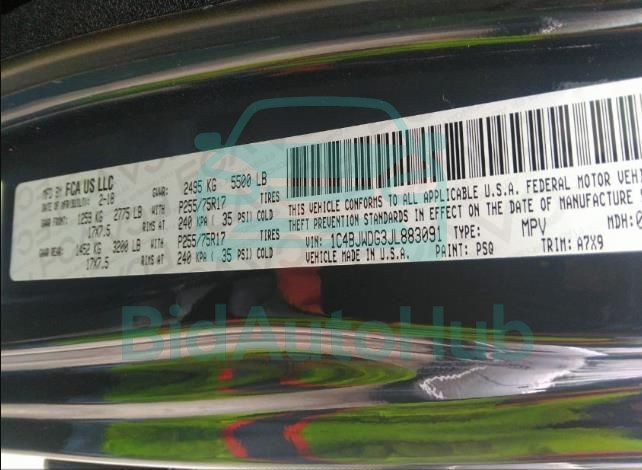 MFD BY FCA US LLC
DATE OF MFR 2-18 GVWR: 2495 KG 5500 LB
GAWR FRONT: 1259 KG 2775 LB WITH P255/75R17 TIRES
17X7.5 RIMS AT 240 KPA ( 35 PSI) COLD
GAWR REAR: 1452 KG 3200 LB WITH P255/75R17 TIRES
17X7.5 RIMS AT 240 KPA ( 35 PSI) COLD
THIS VEHICLE CONFORMS TO ALL APPLICABLE U.S.A. FEDERAL MOTOR VEHICLE
THEFT PREVENTION STANDARDS IN EFFECT ON THE DATE OF MANUFACTURE
VIN: 1C4BJWDG3JL883091 TYPE: MPV MDH:
VEHICLE MADE IN U.S.A. PAINT: PSQ TRIM: A7X9
BidAutoHub